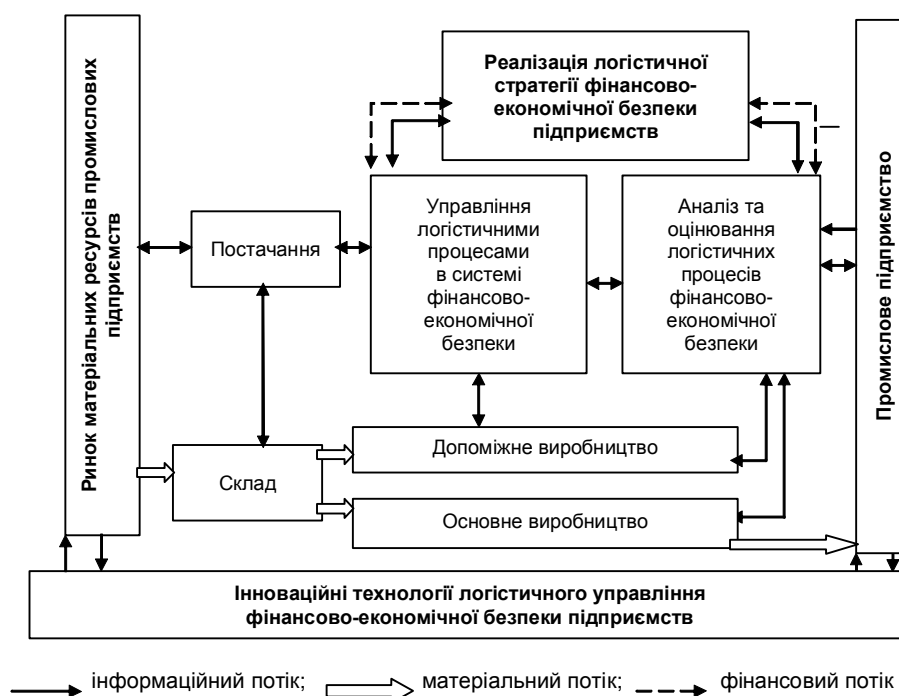 Ринок матеріальних ресурсів промислових
підприємств
Реалізація логістичної
стратегії фінансово-
економічної безпеки
підприємств
Постачання
Управління
логістичними
процесами
в системі
фінансово-
економічної
безпеки
Аналіз та
оцінювання
логістичних
процесів
фінансово-
економічної
безпеки
Промислове підприємство
Склад
Допоміжне виробництво
Основне виробництво
Інноваційні технології логістичного управління
фінансово-економічної безпеки підприємств
інформаційний потік; матеріальний потік; фінансовий потік